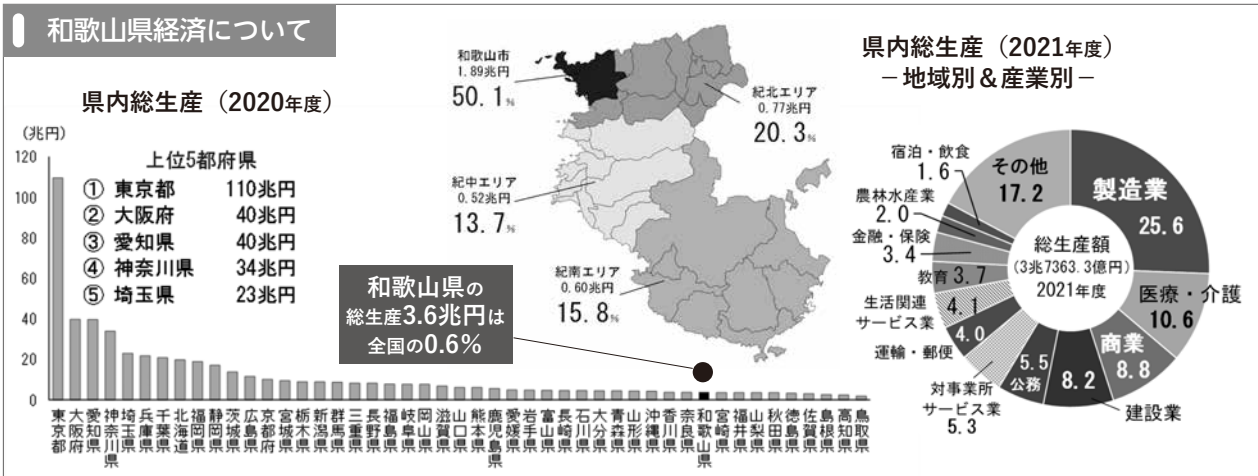 和歌山県経済について
県内総生産（2020年度）
（兆円）
120
100
80
60
40
20
0
上位5都府県
① 東京都 110兆円
② 大阪府 40兆円
③ 愛知県 40兆円
④ 神奈川県 34兆円
⑤ 埼玉県 23兆円
和歌山県の
総生産3.6兆円は
全国の0.6%
東京都
大阪府
愛知県
神奈川県
埼玉県
兵庫県
千葉県
北海道
福岡県
静岡県
茨城県
広島県
京都府
宮城県
栃木県
新潟県
群馬県
三重県
長野県
福島県
岐阜県
岡山県
滋賀県
山口県
熊本県
鹿児島県
愛媛県
岩手県
富山県
長崎県
石川県
大分県
青森県
山形県
沖縄県
香川県
奈良県
和歌山県
宮崎県
福井県
山梨県
秋田県
徳島県
佐賀県
島根県
高知県
鳥取県
和歌山市
1.89兆円
50.1%
紀北エリア
0.77兆円
20.3%
紀中エリア
0.52兆円
13.7%
紀南エリア
0.60兆円
15.8%
県内総生産（2021年度）
－地域別＆産業別－
総生産額
(3兆7363.3億円)
2021年度
製造業
25.6
医療・介護
10.6
商業
8.8
建設業
8.2
5.5
公務
対事業所
サービス業
5.3
運輸・郵便
4.0
生活関連
サービス業
4.1
教育 3.7
金融・保険
3.4
農林水産業
2.0
宿泊・飲食
1.6
その他
17.2